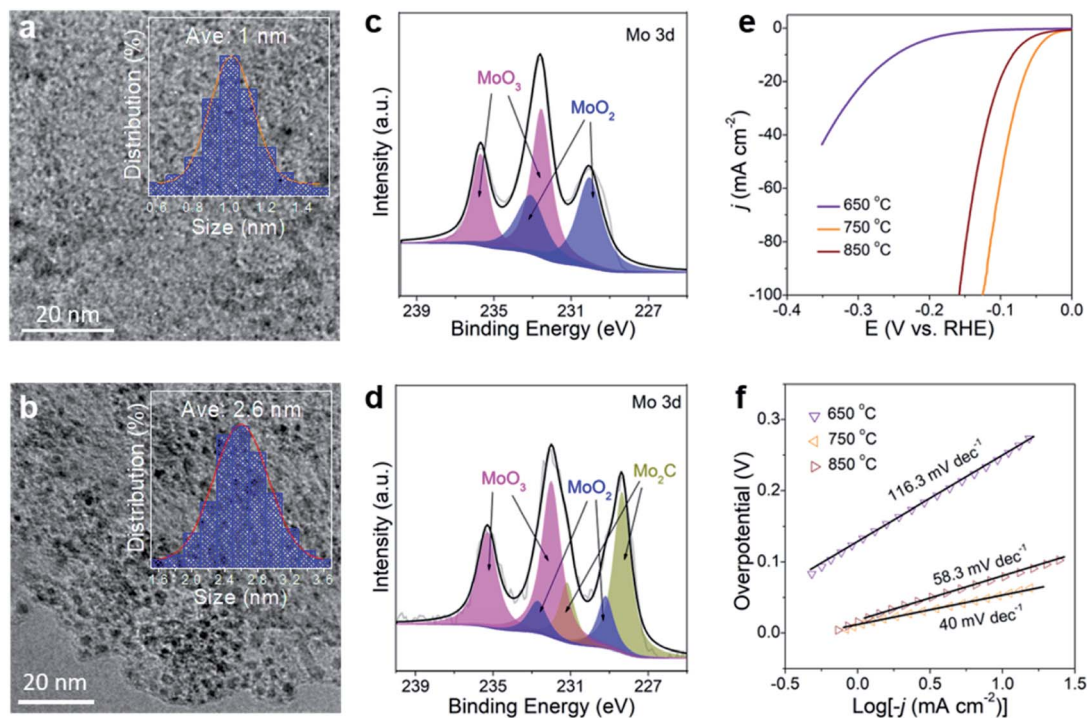 a
Ave: 1 nm
Distribution (%)
0.6 0.8 1.0 1.2 1.4
Size (nm)
20 nm
c
Mo 3d
MoO₃
MoO₂
Intensity (a.u.)
239 235 231 227
Binding Energy (eV)
e
0
-20
-40
-60
-80
-100
j (mA cm⁻²)
650 °C
750 °C
850 °C
-0.4 -0.3 -0.2 -0.1 0.0
E (V vs. RHE)
b
Ave: 2.6 nm
Distribution (%)
1.6 2.0 2.4 2.8 3.2 3.6
Size (nm)
20 nm
d
Mo 3d
MoO₃
MoO₂
Mo₂C
Intensity (a.u.)
239 235 231 227
Binding Energy (eV)
f
0.3
0.2
0.1
0.0
Overpotential (V)
650 °C
750 °C
850 °C
116.3 mV dec⁻¹
58.3 mV dec⁻¹
40 mV dec⁻¹
-0.5 0.0 0.5 1.0 1.5
Log[-j (mA cm⁻²)]